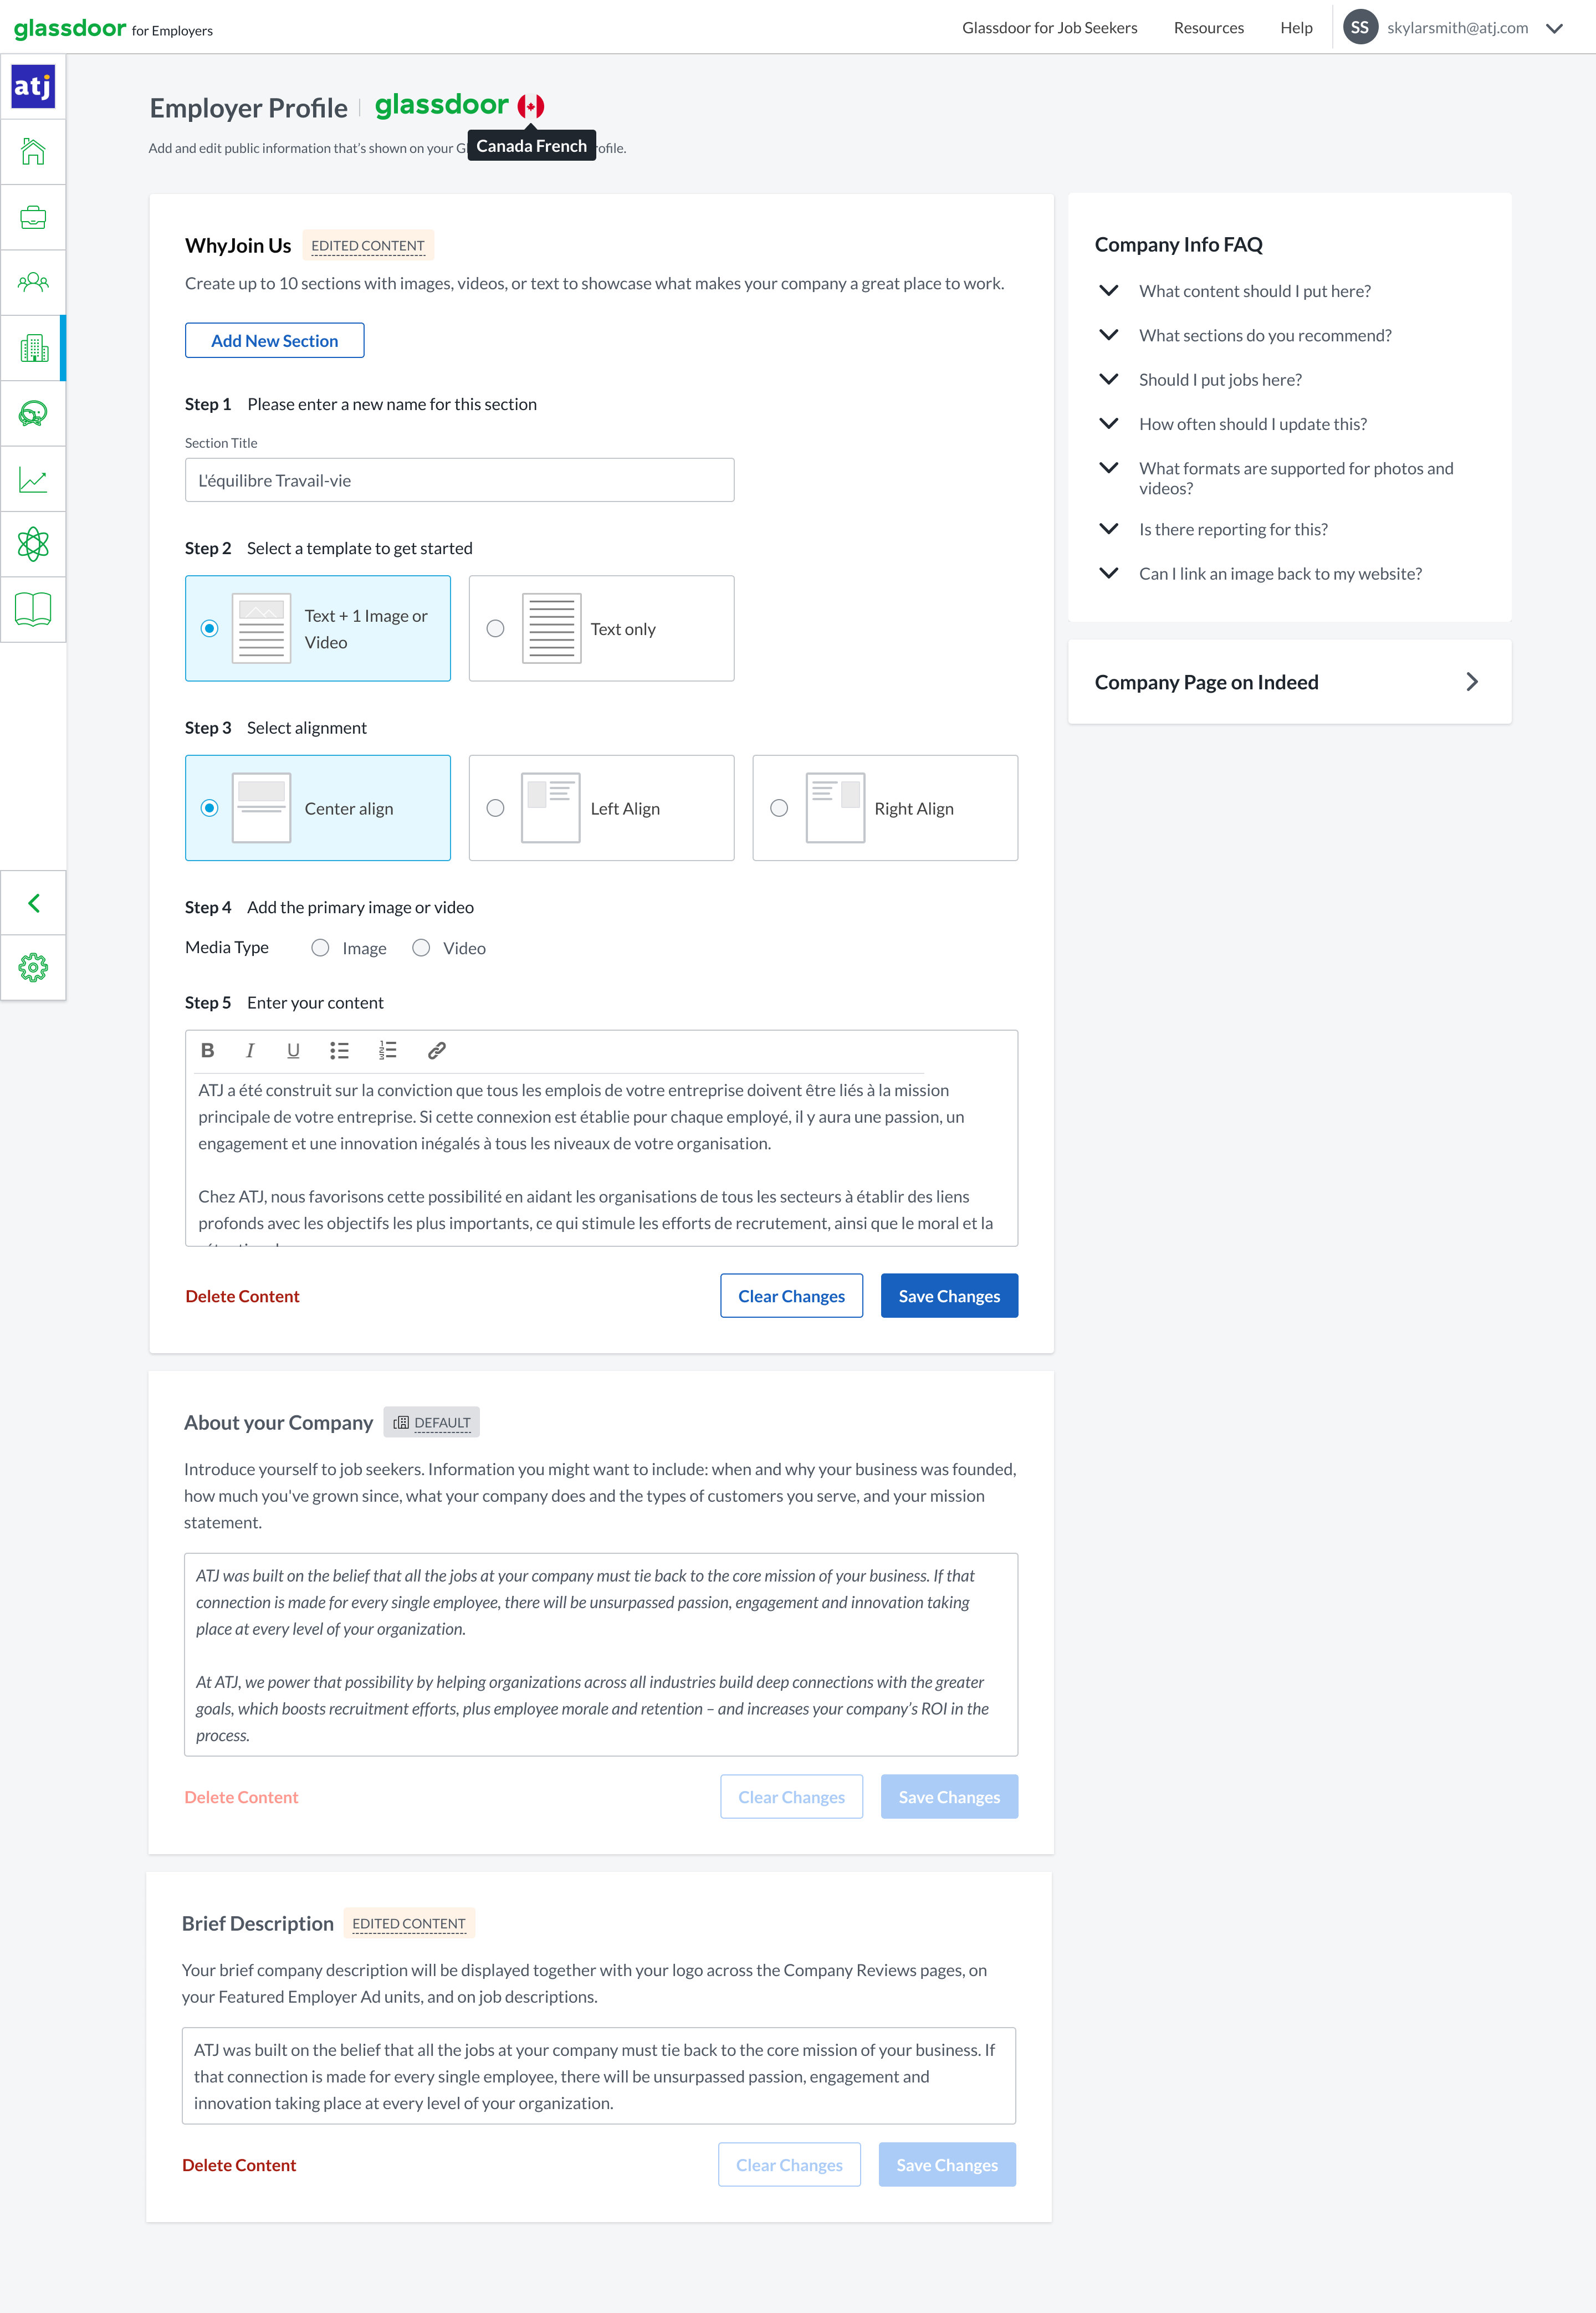 glassdoor for Employers
Glassdoor for Job Seekers
Resources
Help
SS
skylarsmith@atj.com
atj
Employer Profile
glassdoor
Canada French
Add and edit public information that's shown on your G
rofile.
WhyJoin Us
EDITED CONTENT
Create up to 10 sections with images, videos, or text to showcase what makes your company a great place to work.
Add New Section
Step 1 Please enter a new name for this section
Section Title
L'équilibre Travail-vie
Step 2 Select a template to get started
Text + 1 Image or
Video
Text only
Step 3 Select alignment
Center align
Left Align
Right Align
Step 4 Add the primary image or video
Media Type
Image
Video
Step 5 Enter your content
B I U
ATJ a été construit sur la conviction que tous les emplois de votre entreprise doivent être liés à la mission
principale de votre entreprise. Si cette connexion est établie pour chaque employé, il y aura une passion, un
engagement et une innovation inégalés à tous les niveaux de votre organisation.
Chez ATJ, nous favorisons cette possibilité en aidant les organisations de tous les secteurs à établir des liens
profonds avec les objectifs les plus importants, ce qui stimule les efforts de recrutement, ainsi que le moral et la
Delete Content
Clear Changes
Save Changes
About your Company
DEFAULT
Introduce yourself to job seekers. Information you might want to include: when and why your business was founded,
how much you've grown since, what your company does and the types of customers you serve, and your mission
statement.
ATJ was built on the belief that all the jobs at your company must tie back to the core mission of your business. If that
connection is made for every single employee, there will be unsurpassed passion, engagement and innovation taking
place at every level of your organization.
At ATJ, we power that possibility by helping organizations across all industries build deep connections with the greater
goals, which boosts recruitment efforts, plus employee morale and retention – and increases your company's ROI in the
process.
Delete Content
Clear Changes
Save Changes
Brief Description
EDITED CONTENT
Your brief company description will be displayed together with your logo across the Company Reviews pages, on
your Featured Employer Ad units, and on job descriptions.
ATJ was built on the belief that all the jobs at your company must tie back to the core mission of your business. If
that connection is made for every single employee, there will be unsurpassed passion, engagement and
innovation taking place at every level of your organization.
Delete Content
Clear Changes
Save Changes
Company Info FAQ
What content should I put here?
What sections do you recommend?
Should I put jobs here?
How often should I update this?
What formats are supported for photos and
videos?
Is there reporting for this?
Can I link an image back to my website?
Company Page on Indeed